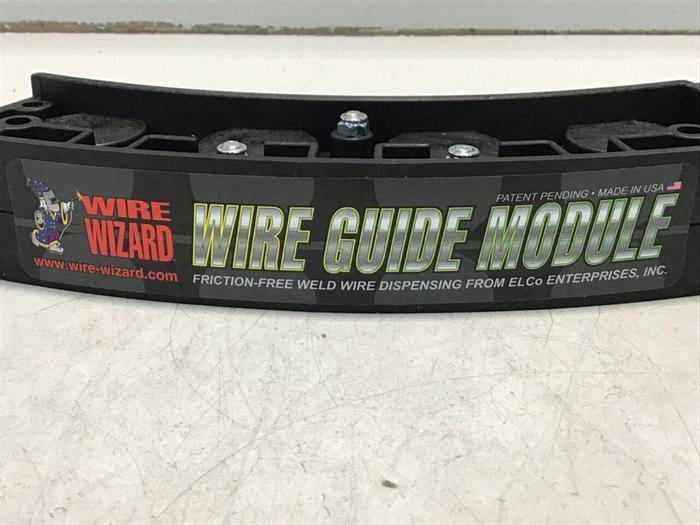 WIRE
WIZARD
www.wire-wizard.com
PATENT PENDING • MADE IN USA
WIRE GUIDE MODULE
FRICTION-FREE WELD WIRE DISPENSING FROM ELCo ENTERPRISES, INC.